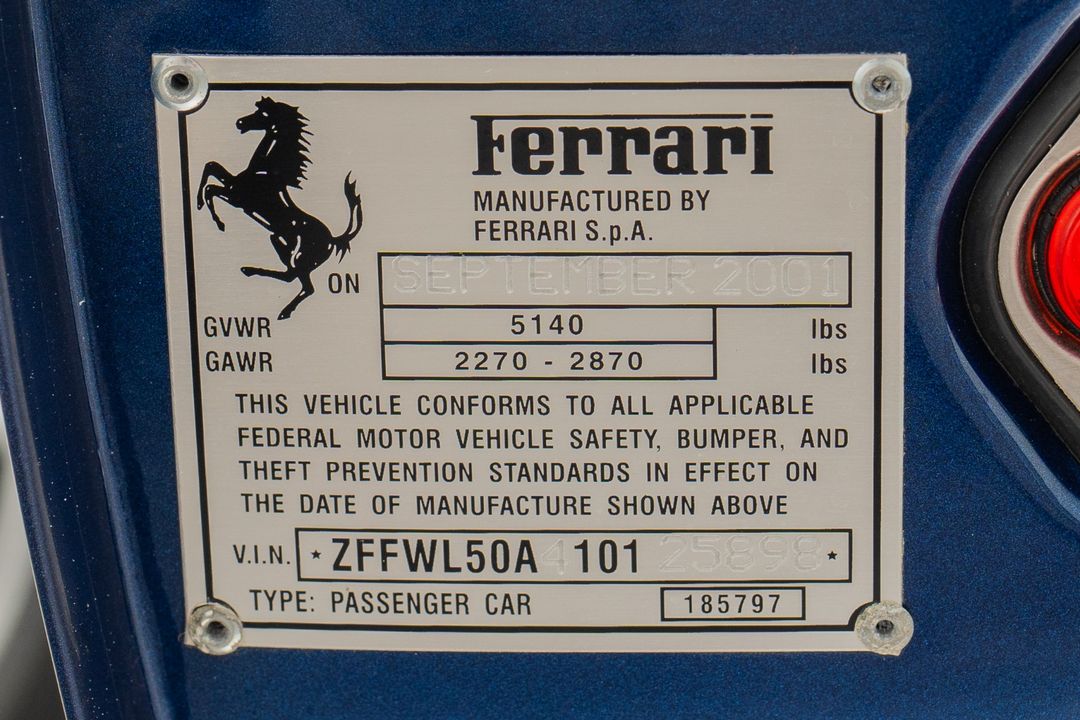 Ferrari
MANUFACTURED BY
FERRARI S.p.A.
ON SEPTEMBER 2001
GVWR 5140 lbs
GAWR 2270 - 2870 lbs
THIS VEHICLE CONFORMS TO ALL APPLICABLE
FEDERAL MOTOR VEHICLE SAFETY, BUMPER, AND
THEFT PREVENTION STANDARDS IN EFFECT ON
THE DATE OF MANUFACTURE SHOWN ABOVE
V.I.N. * ZFFWL50A4 101 25898 *
TYPE: PASSENGER CAR 185797